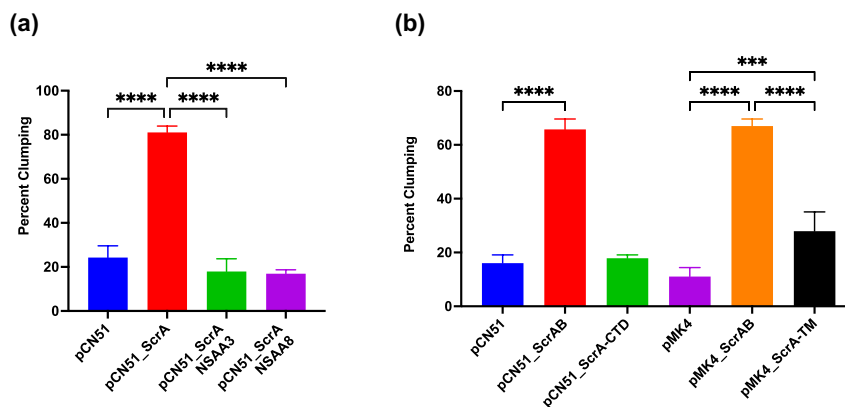 (a)
****
**** ****
Percent Clumping
100
80
60
40
20
0
pCN51
pCN51_ScrA
pCN51_ScrA
NSAA3
pCN51_ScrA
NSAA8
(b)
***
**** **** ****
Percent Clumping
80
60
40
20
0
pCN51
pCN51_ScrAB
pCN51_ScrA-CTD
pMK4
pMK4_ScrAB
pMK4_ScrA-TM